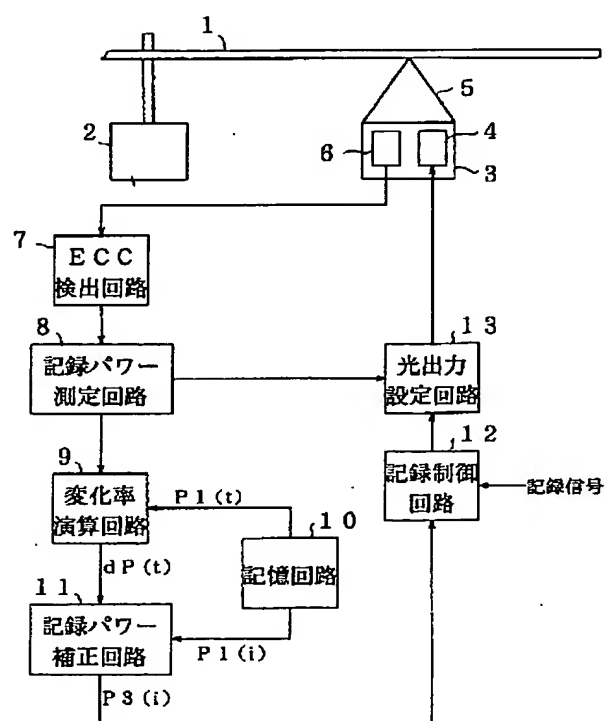 1
2
5
4
6
3
7
ECC
検出回路
8
記録パワー
測定回路
13
光出力
設定回路
12
記録制御
回路
記録信号
9
変化率
演算回路
P1(t)
10
記憶回路
dP(t)
11
記録パワー
補正回路
P1(i)
P3(i)